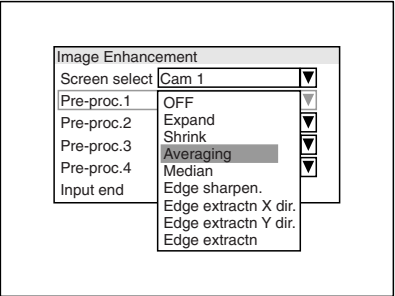 Image Enhancement
Screen select Cam 1
Pre-proc.1
Pre-proc.2
Pre-proc.3
Pre-proc.4
Input end
OFF
Expand
Shrink
Averaging
Median
Edge sharpen.
Edge extractn X dir.
Edge extractn Y dir.
Edge extractn